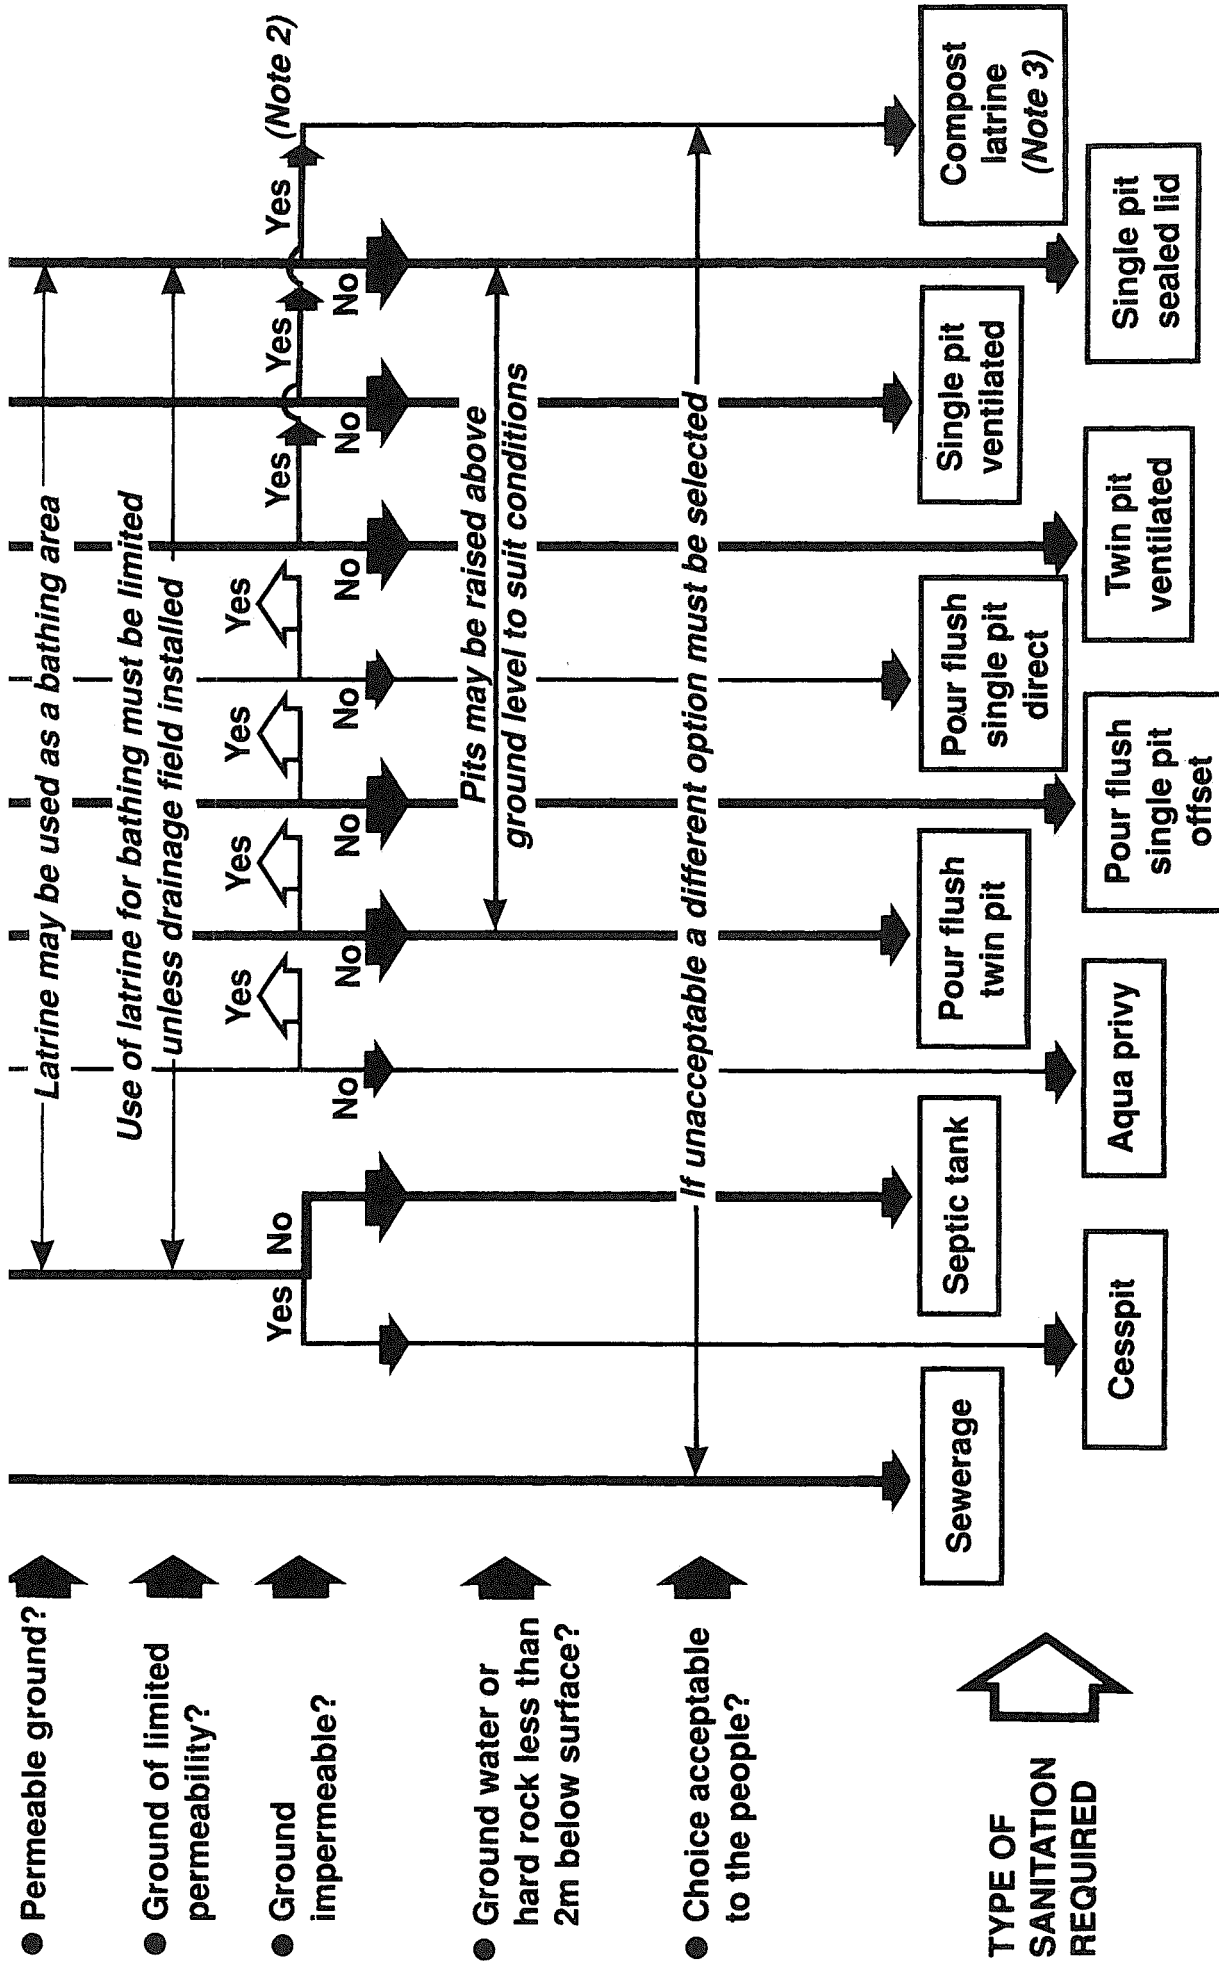 ● Permeable ground?
● Ground of limited
permeability?
● Ground
impermeable?
● Ground water or
hard rock less than
2m below surface?
● Choice acceptable
to the people?
TYPE OF
SANITATION
REQUIRED
Latrine may be used as a bathing area
Use of latrine for bathing must be limited
unless drainage field installed
Yes
No
No
Yes
No
Yes
No
Yes
No
Yes
No
Yes
No
Yes
No
Yes
No
Yes
(Note 2)
Pits may be raised above
ground level to suit conditions
If unacceptable a different option must be selected
Sewerage
Cesspit
Septic tank
Aqua privy
Pour flush
twin pit
Pour flush
single pit
offset
Pour flush
single pit
direct
Twin pit
ventilated
Single pit
ventilated
Single pit
sealed lid
Compost
latrine
(Note 3)